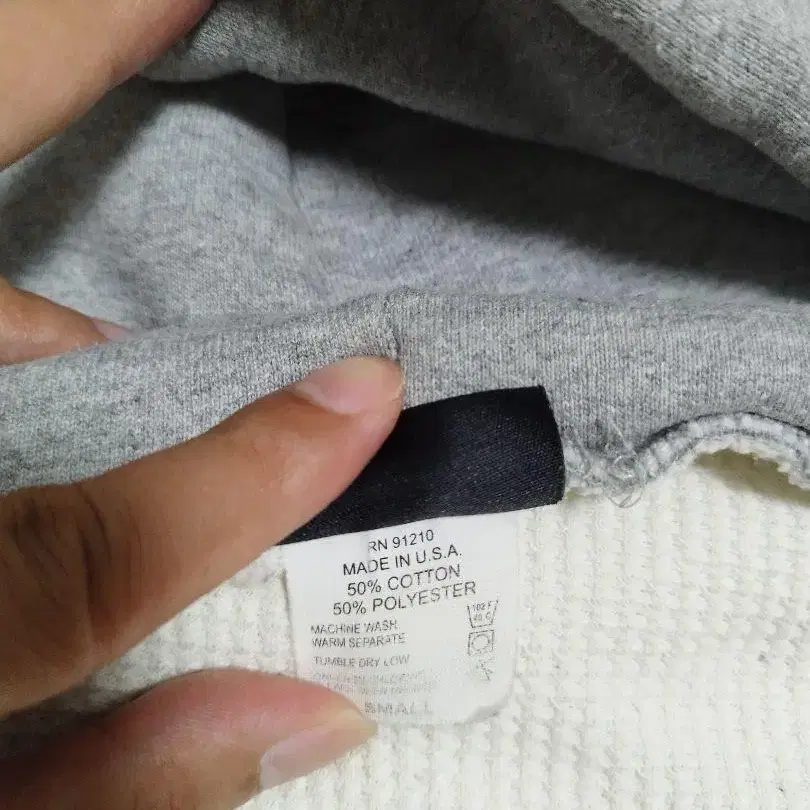 RN 91210
MADE IN U.S.A.
50% COTTON
50% POLYESTER
MACHINE WASH
WARM SEPARATE
TUMBLE DRY LOW
SMALL